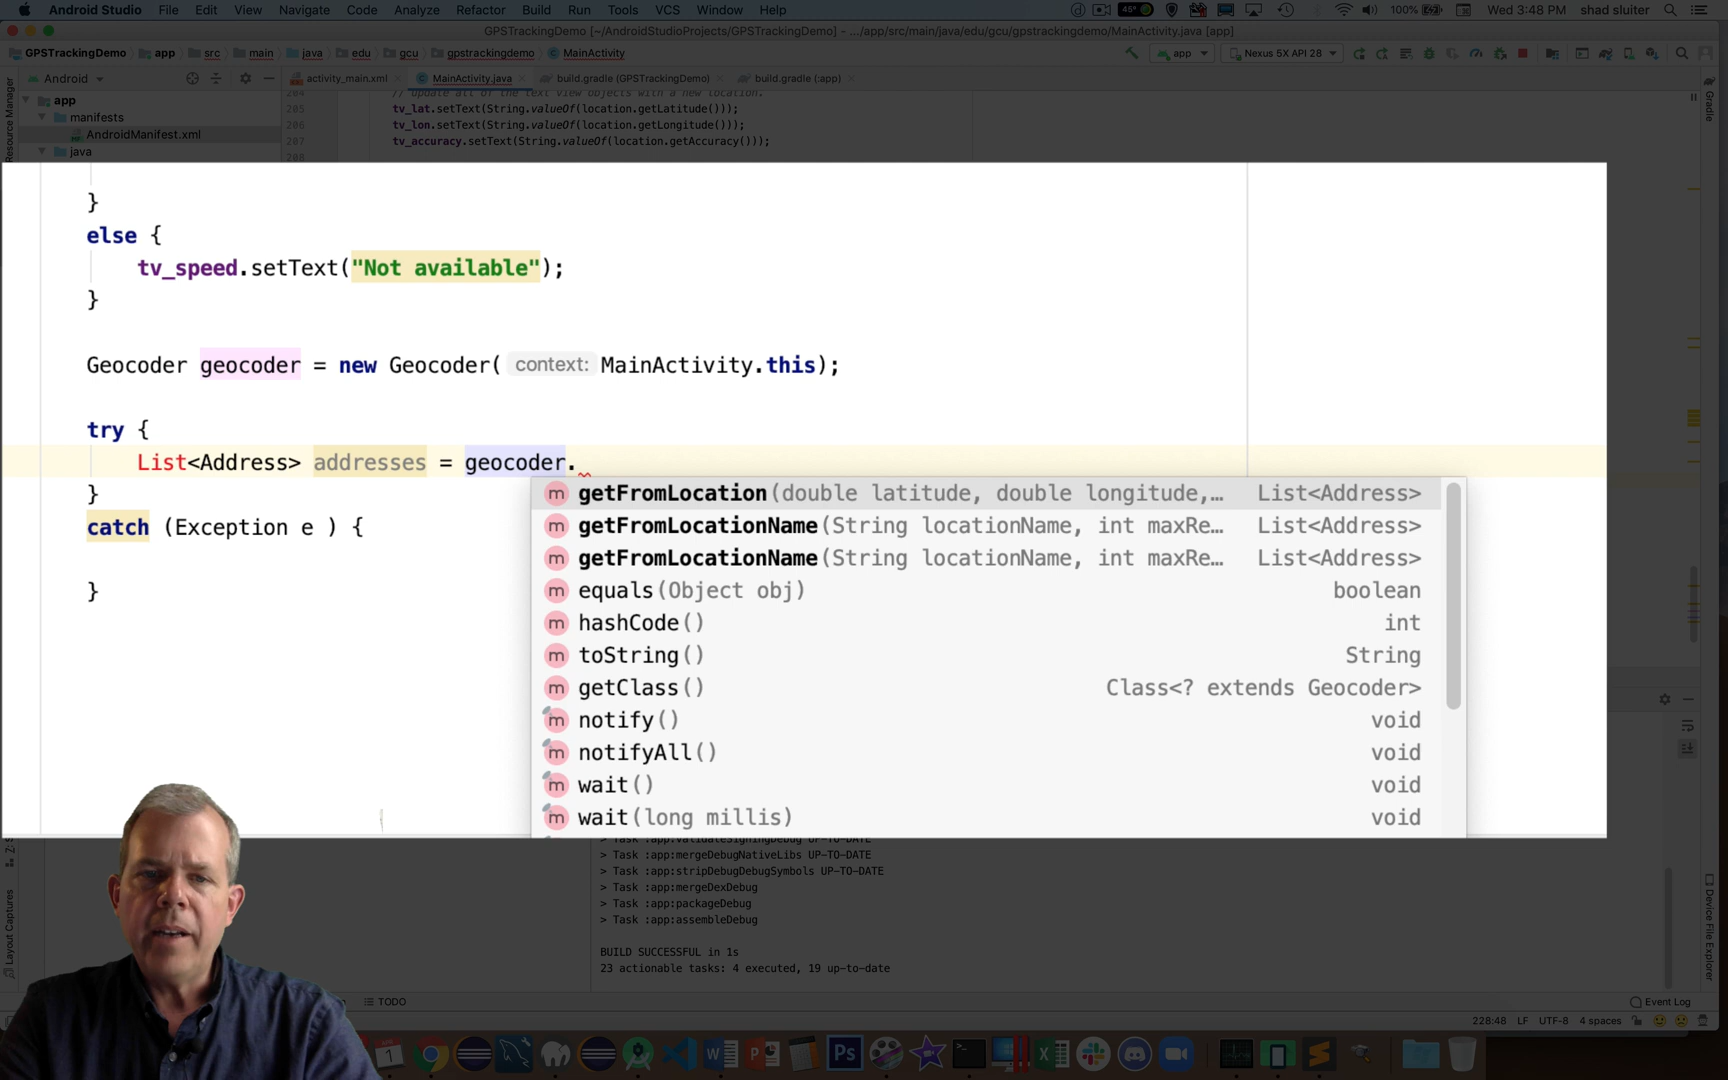 Android Studio File Edit View Navigate Code Analyze Refactor Build Run Tools VCS Window Help 45° 100% Wed 3:48 PM shad sluiter
GPSTrackingDemo [~/AndroidStudioProjects/GPSTrackingDemo] - .../app/src/main/java/edu/gcu/gpstrackingdemo/MainActivity.java [app]
GPSTrackingDemo app src main java edu gcu gpstrackingdemo MainActivity app Nexus 5X API 28
Android activity_main.xml MainActivity.java build.gradle (GPSTrackingDemo) build.gradle (:app)
Resource Manager
Gradle
app
manifests
AndroidManifest.xml
java
204 // update all of the text view objects with a new location.
205 tv_lat.setText(String.valueOf(location.getLatitude()));
206 tv_lon.setText(String.valueOf(location.getLongitude()));
207 tv_accuracy.setText(String.valueOf(location.getAccuracy()));
208
}
else {
tv_speed.setText("Not available");
}
Geocoder geocoder = new Geocoder( context: MainActivity.this);
try {
List<Address> addresses = geocoder.
}
catch (Exception e ) {
}
m getFromLocation(double latitude, double longitude,… List<Address>
m getFromLocationName(String locationName, int maxRe… List<Address>
m getFromLocationName(String locationName, int maxRe… List<Address>
m equals(Object obj) boolean
m hashCode() int
m toString() String
m getClass() Class<? extends Geocoder>
m notify() void
m notifyAll() void
m wait() void
m wait(long millis) void
> Task :app:validateSigningDebug UP-TO-DATE
> Task :app:mergeDebugNativeLibs UP-TO-DATE
> Task :app:stripDebugDebugSymbols UP-TO-DATE
> Task :app:mergeDexDebug
> Task :app:packageDebug
> Task :app:assembleDebug
BUILD SUCCESSFUL in 1s
23 actionable tasks: 4 executed, 19 up-to-date
Layout Captures
Device File Explorer
TODO Event Log
228:48 LF UTF-8 4 spaces
1
Ps